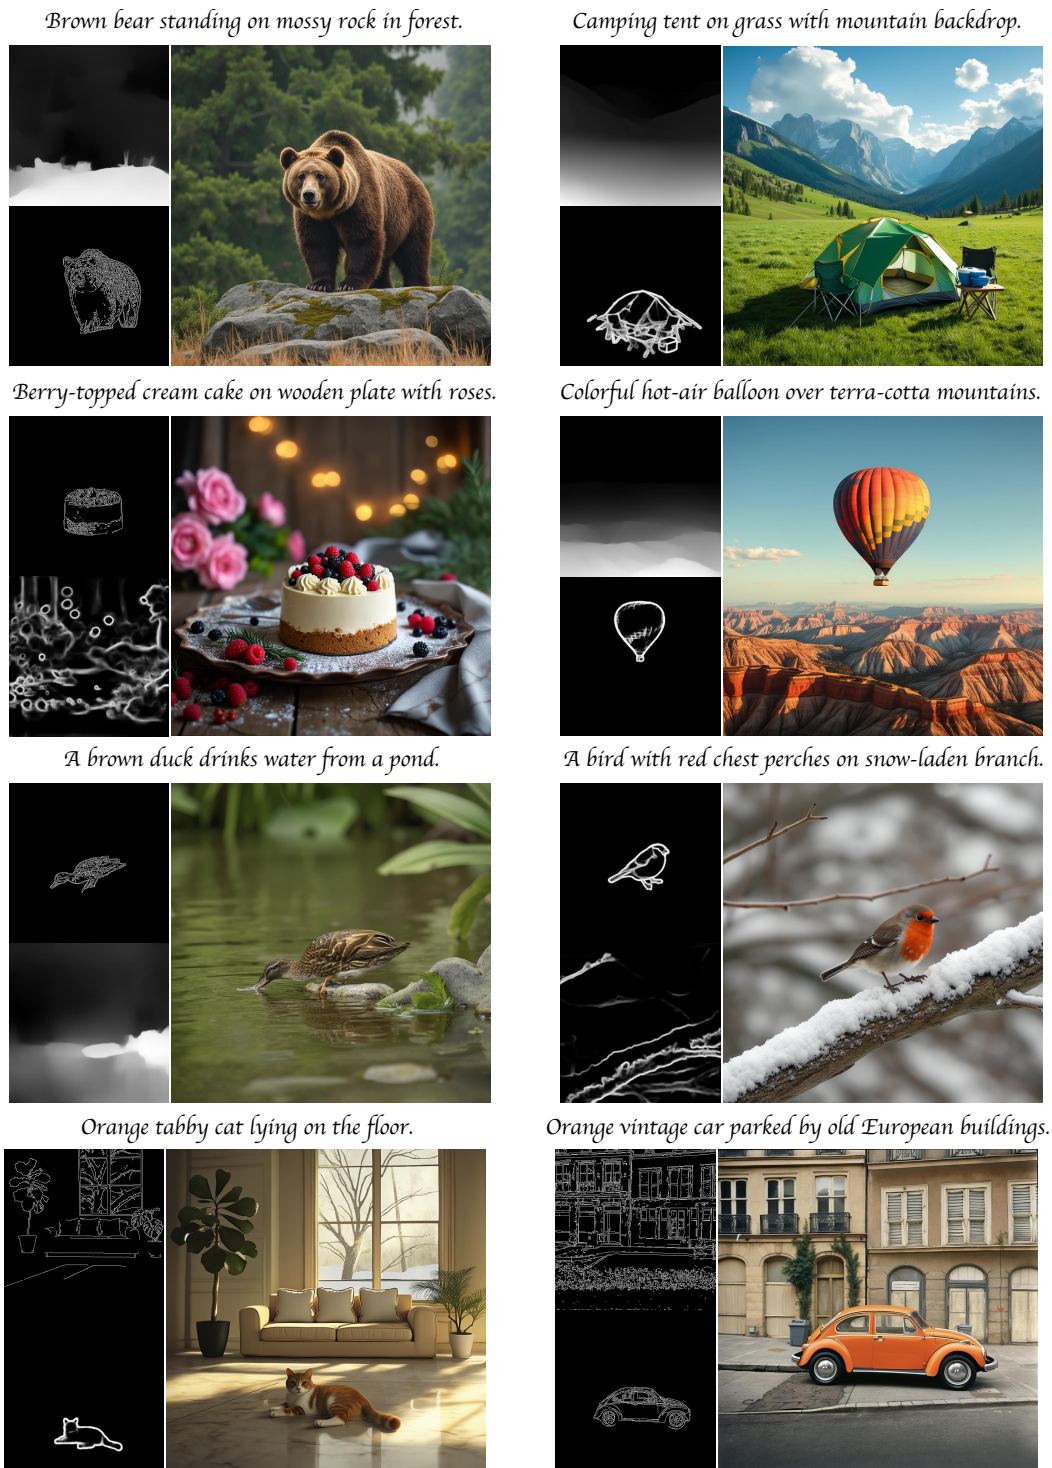 Brown bear standing on mossy rock in forest.
Camping tent on grass with mountain backdrop.
Berry-topped cream cake on wooden plate with roses.
Colorful hot-air balloon over terra-cotta mountains.
A brown duck drinks water from a pond.
A bird with red chest perches on snow-laden branch.
Orange tabby cat lying on the floor.
Orange vintage car parked by old European buildings.